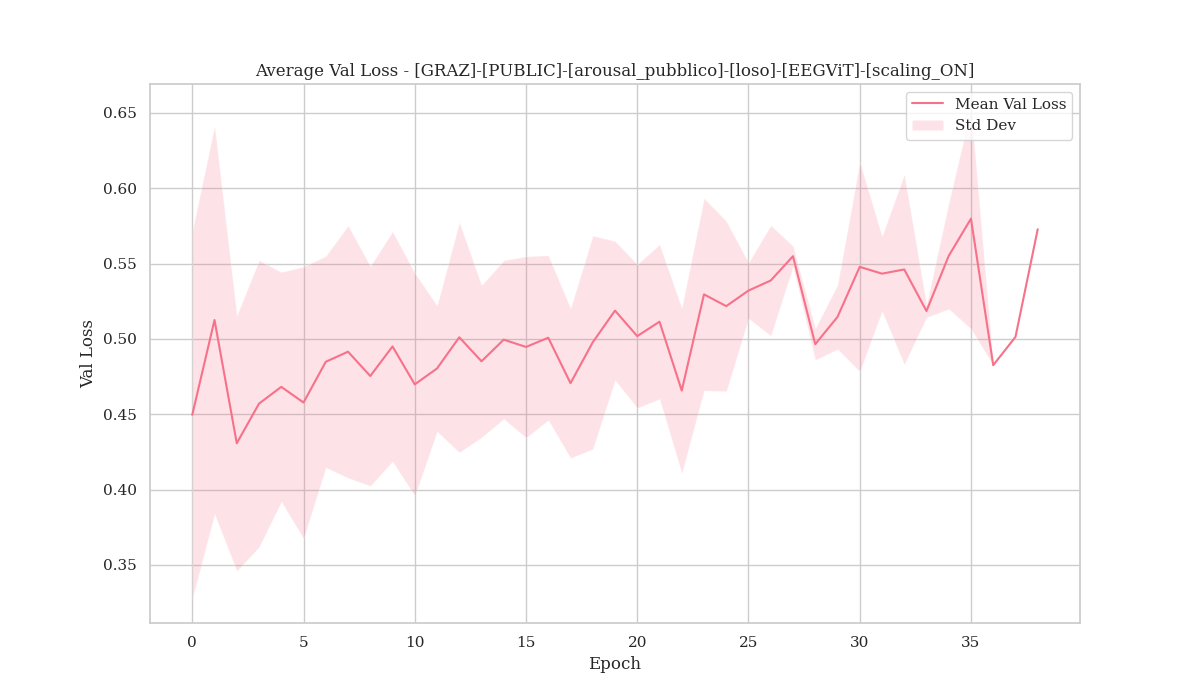 Average Val Loss - [GRAZ]-[PUBLIC]-[arousal_pubblico]-[loso]-[EEGViT]-[scaling_ON]
Mean Val Loss
Std Dev
0.65
0.60
0.55
0.50
0.45
0.40
0.35
Val Loss
0 5 10 15 20 25 30 35
Epoch